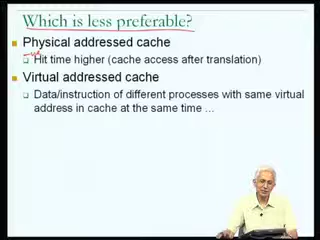 Which is less preferable?
Physical addressed cache
Hit time higher (cache access after translation)
Virtual addressed cache
Data/instruction of different processes with same virtual
address in cache at the same time ...